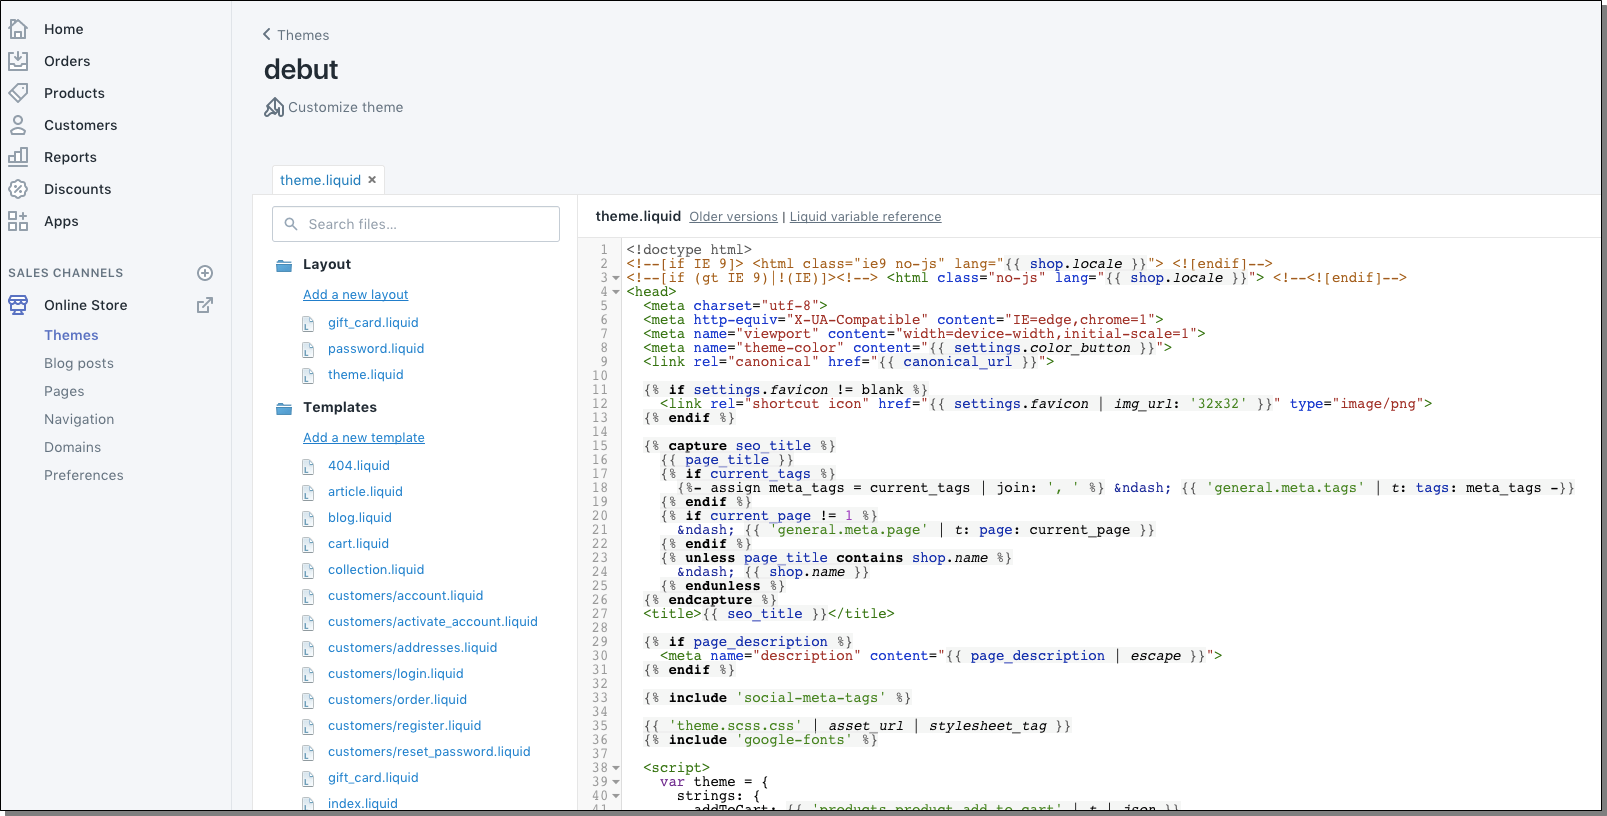 Home
Orders
Products
Customers
Reports
Discounts
Apps
SALES CHANNELS
Online Store
Themes
Blog posts
Pages
Navigation
Domains
Preferences
Themes
debut
Customize theme
theme.liquid ×
Search files...
Layout
Add a new layout
gift_card.liquid
password.liquid
theme.liquid
Templates
Add a new template
404.liquid
article.liquid
blog.liquid
cart.liquid
collection.liquid
customers/account.liquid
customers/activate_account.liquid
customers/addresses.liquid
customers/login.liquid
customers/order.liquid
customers/register.liquid
customers/reset_password.liquid
gift_card.liquid
index.liquid
theme.liquid Older versions | Liquid variable reference
1 <!doctype html>
2 <!--[if IE 9]> <html class="ie9 no-js" lang="{{ shop.locale }}"> <![endif]-->
3 <!--[if (gt IE 9)|!(IE)]><!--> <html class="no-js" lang="{{ shop.locale }}"> <!--<![endif]-->
4 <head>
5 <meta charset="utf-8">
6 <meta http-equiv="X-UA-Compatible" content="IE=edge,chrome=1">
7 <meta name="viewport" content="width=device-width,initial-scale=1">
8 <meta name="theme-color" content="{{ settings.color_button }}">
9 <link rel="canonical" href="{{ canonical_url }}">
10
11 {% if settings.favicon != blank %}
12 <link rel="shortcut icon" href="{{ settings.favicon | img_url: '32x32' }}" type="image/png">
13 {% endif %}
14
15 {% capture seo_title %}
16 {{ page_title }}
17 {% if current_tags %}
18 {%- assign meta_tags = current_tags | join: ', ' %} &ndash; {{ 'general.meta.tags' | t: tags: meta_tags -}}
19 {% endif %}
20 {% if current_page != 1 %}
21 &ndash; {{ 'general.meta.page' | t: page: current_page }}
22 {% endif %}
23 {% unless page_title contains shop.name %}
24 &ndash; {{ shop.name }}
25 {% endunless %}
26 {% endcapture %}
27 <title>{{ seo_title }}</title>
28
29 {% if page_description %}
30 <meta name="description" content="{{ page_description | escape }}">
31 {% endif %}
32
33 {% include 'social-meta-tags' %}
34
35 {{ 'theme.scss.css' | asset_url | stylesheet_tag }}
36 {% include 'google-fonts' %}
37
38 <script>
39 var theme = {
40 strings: {
41 addToCart: {{ 'products.product.add_to_cart' | t | json }}